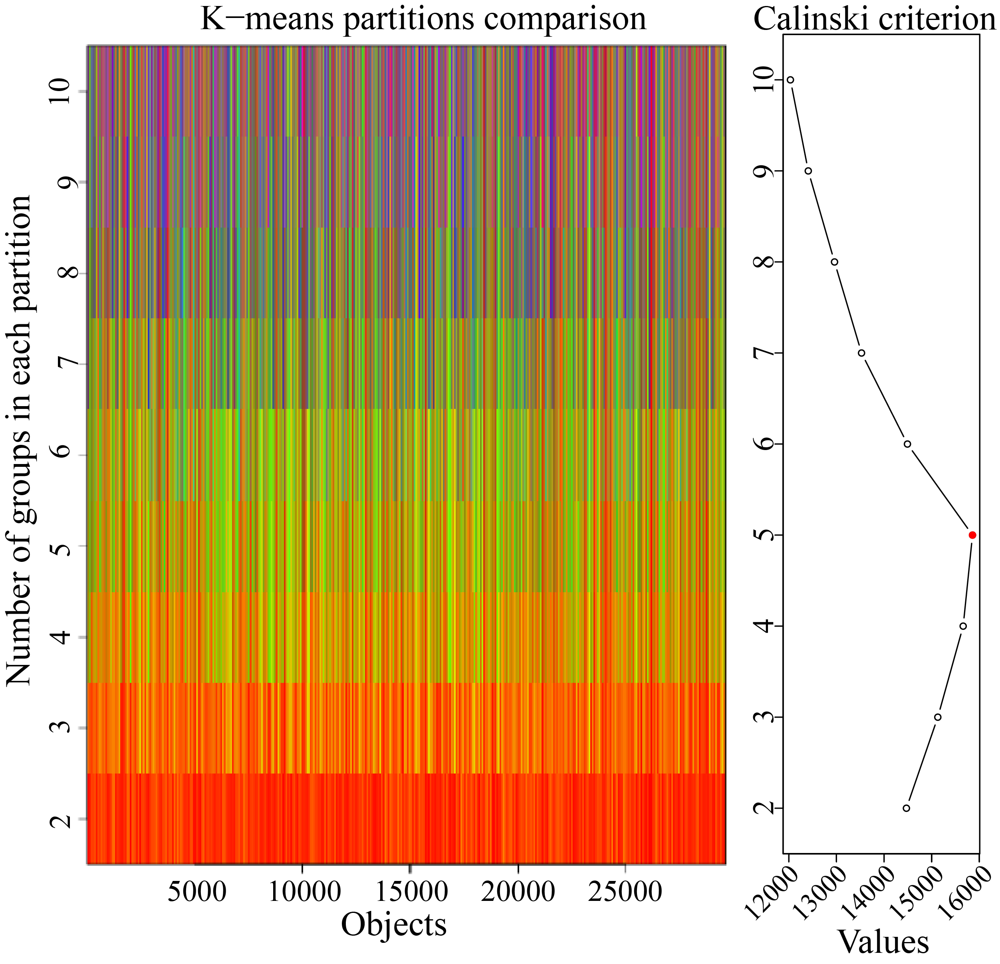 K−means partitions comparison
Number of groups in each partition
10
9
8
7
6
5
4
3
2
5000 10000 15000 20000 25000
Objects
Calinski criterion
10
9
8
7
6
5
4
3
2
12000 13000 14000 15000 16000
Values